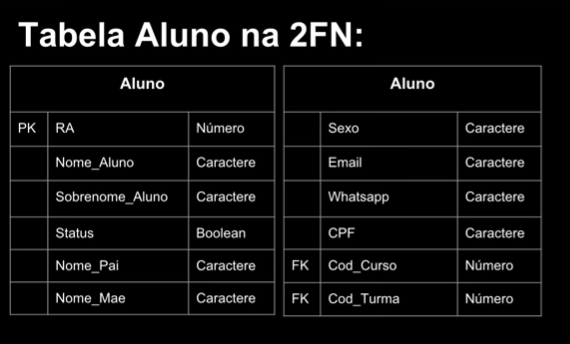 Tabela Aluno na 2FN:
Aluno
PK RA Número
Nome_Aluno Caractere
Sobrenome_Aluno Caractere
Status Boolean
Nome_Pai Caractere
Nome_Mae Caractere
Aluno
Sexo Caractere
Email Caractere
Whatsapp Caractere
CPF Caractere
FK Cod_Curso Número
FK Cod_Turma Número